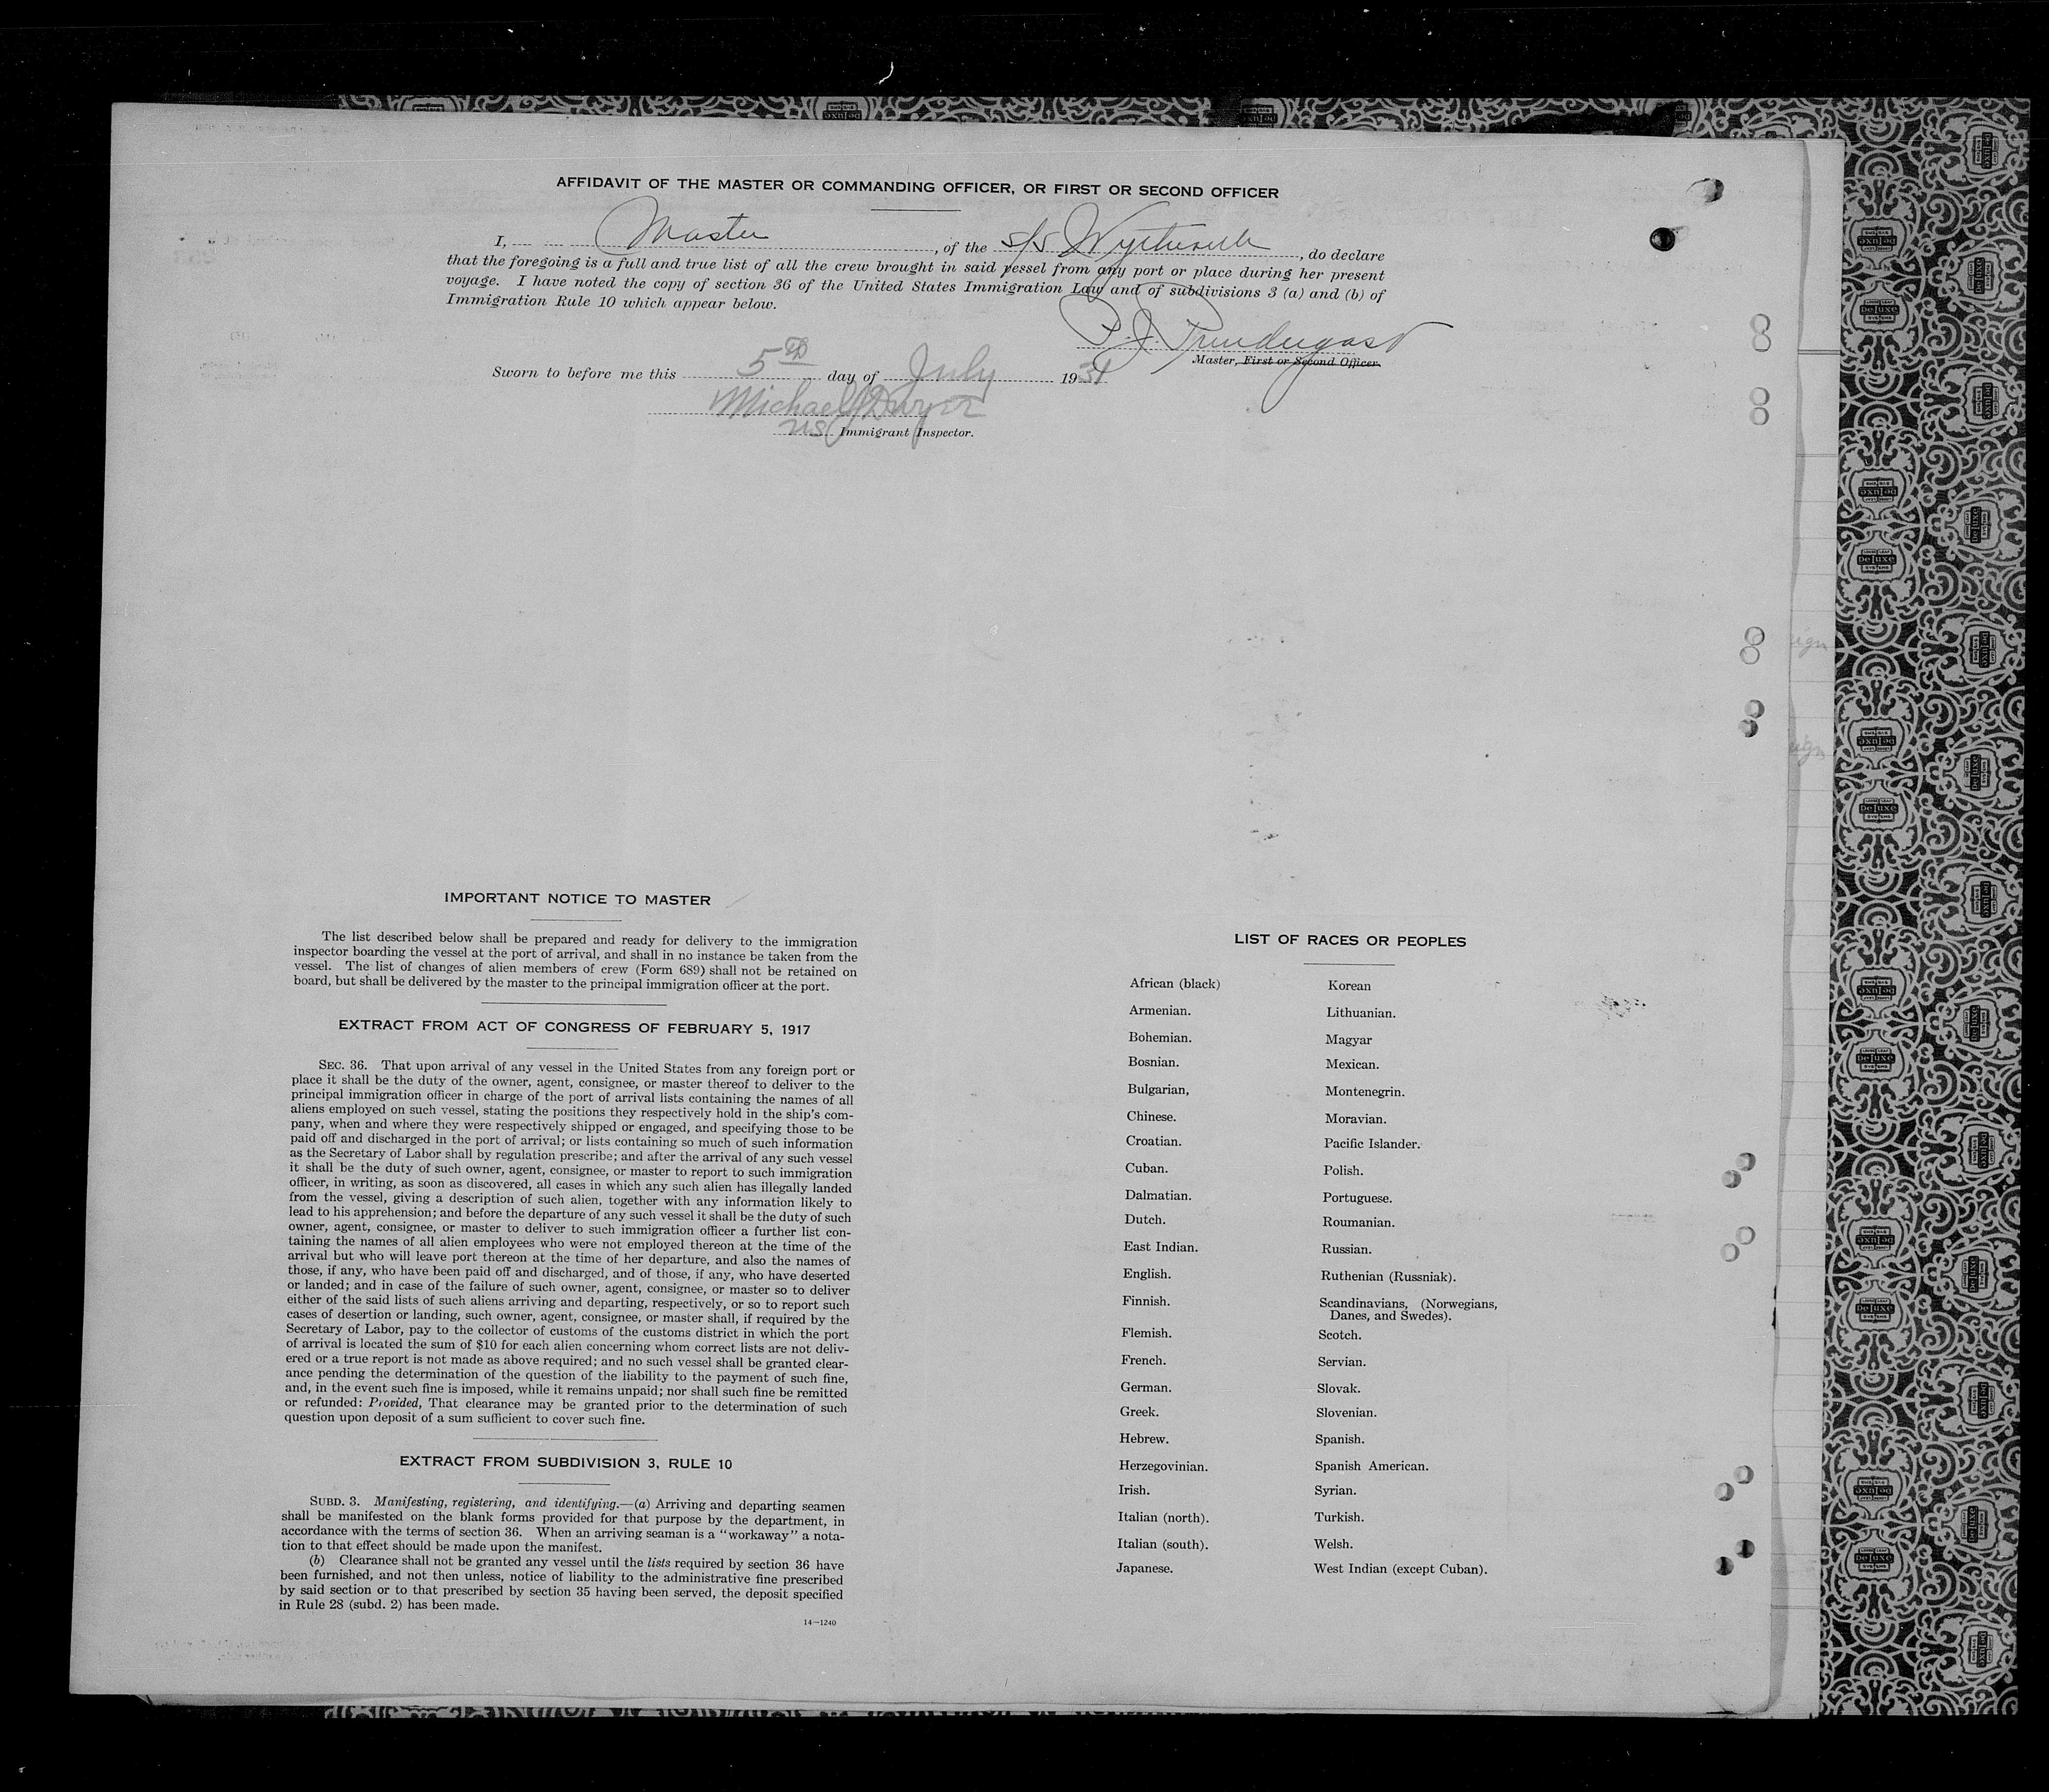 AFFIDAVIT OF THE MASTER OR COMMANDING OFFICER, OR FIRST OR SECOND OFFICER
I, Master, of the s/s Wytheville, do declare
that the foregoing is a full and true list of all the crew brought in said vessel from any port or place during her present
voyage. I have noted the copy of section 36 of the United States Immigration Law and of subdivisions 3 (a) and (b) of
Immigration Rule 10 which appear below.
P. J. Prendergast
Master, First or Second Officer.
Sworn to before me this 5th day of July 1931
Michael J Dwyer
US Immigrant Inspector.
IMPORTANT NOTICE TO MASTER
The list described below shall be prepared and ready for delivery to the immigration
inspector boarding the vessel at the port of arrival, and shall in no instance be taken from the
vessel. The list of changes of alien members of crew (Form 689) shall not be retained on
board, but shall be delivered by the master to the principal immigration officer at the port.
EXTRACT FROM ACT OF CONGRESS OF FEBRUARY 5, 1917
SEC. 36. That upon arrival of any vessel in the United States from any foreign port or
place it shall be the duty of the owner, agent, consignee, or master thereof to deliver to the
principal immigration officer in charge of the port of arrival lists containing the names of all
aliens employed on such vessel, stating the positions they respectively hold in the ship's com-
pany, when and where they were respectively shipped or engaged, and specifying those to be
paid off and discharged in the port of arrival; or lists containing so much of such information
as the Secretary of Labor shall by regulation prescribe; and after the arrival of any such vessel
it shall be the duty of such owner, agent, consignee, or master to report to such immigration
officer, in writing, as soon as discovered, all cases in which any such alien has illegally landed
from the vessel, giving a description of such alien, together with any information likely to
lead to his apprehension; and before the departure of any such vessel it shall be the duty of such
owner, agent, consignee, or master to deliver to such immigration officer a further list con-
taining the names of all alien employees who were not employed thereon at the time of the
arrival but who will leave port thereon at the time of her departure, and also the names of
those, if any, who have been paid off and discharged, and of those, if any, who have deserted
or landed; and in case of the failure of such owner, agent, consignee, or master so to deliver
either of the said lists of such aliens arriving and departing, respectively, or so to report such
cases of desertion or landing, such owner, agent, consignee, or master shall, if required by the
Secretary of Labor, pay to the collector of customs of the customs district in which the port
of arrival is located the sum of $10 for each alien concerning whom correct lists are not deliv-
ered or a true report is not made as above required; and no such vessel shall be granted clear-
ance pending the determination of the question of the liability to the payment of such fine,
and, in the event such fine is imposed, while it remains unpaid; nor shall such fine be remitted
or refunded: Provided, That clearance may be granted prior to the determination of such
question upon deposit of a sum sufficient to cover such fine.
EXTRACT FROM SUBDIVISION 3, RULE 10
SUBD. 3. Manifesting, registering, and identifying.—(a) Arriving and departing seamen
shall be manifested on the blank forms provided for that purpose by the department, in
accordance with the terms of section 36. When an arriving seaman is a "workaway" a nota-
tion to that effect should be made upon the manifest.
(b) Clearance shall not be granted any vessel until the lists required by section 36 have
been furnished, and not then unless, notice of liability to the administrative fine prescribed
by said section or to that prescribed by section 35 having been served, the deposit specified
in Rule 28 (subd. 2) has been made.
14—1240
LIST OF RACES OR PEOPLES
African (black)
Armenian.
Bohemian.
Bosnian.
Bulgarian,
Chinese.
Croatian.
Cuban.
Dalmatian.
Dutch.
East Indian.
English.
Finnish.
Flemish.
French.
German.
Greek.
Hebrew.
Herzegovinian.
Irish.
Italian (north).
Italian (south).
Japanese.
Korean
Lithuanian.
Magyar
Mexican.
Montenegrin.
Moravian.
Pacific Islander.
Polish.
Portuguese.
Roumanian.
Russian.
Ruthenian (Russniak).
Scandinavians, (Norwegians,
Danes, and Swedes).
Scotch.
Servian.
Slovak.
Slovenian.
Spanish.
Spanish American.
Syrian.
Turkish.
Welsh.
West Indian (except Cuban).